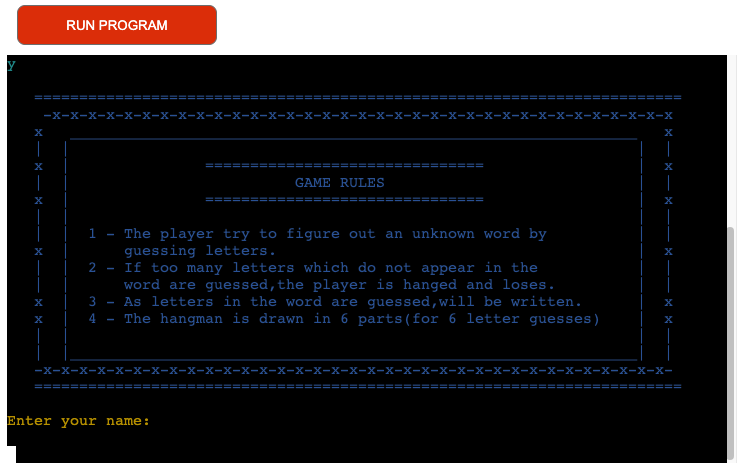 RUN PROGRAM
y
========================================================================
-x-x-x-x-x-x-x-x-x-x-x-x-x-x-x-x-x-x-x-x-x-x-x-x-x-x-x-x-x-x-x-x-x-x-x
x _______________________________________________________________ x
| | | |
x | =============================== | x
| | GAME RULES | |
x | =============================== | x
| | | |
| | 1 - The player try to figure out an unknown word by | |
x | guessing letters. | x
| | 2 - If too many letters which do not appear in the | |
| | word are guessed,the player is hanged and loses. | |
x | 3 - As letters in the word are guessed,will be written. | x
x | 4 - The hangman is drawn in 6 parts(for 6 letter guesses) | x
| | | |
| |_______________________________________________________________| |
-x-x-x-x-x-x-x-x-x-x-x-x-x-x-x-x-x-x-x-x-x-x-x-x-x-x-x-x-x-x-x-x-x-x-x-
========================================================================
Enter your name: